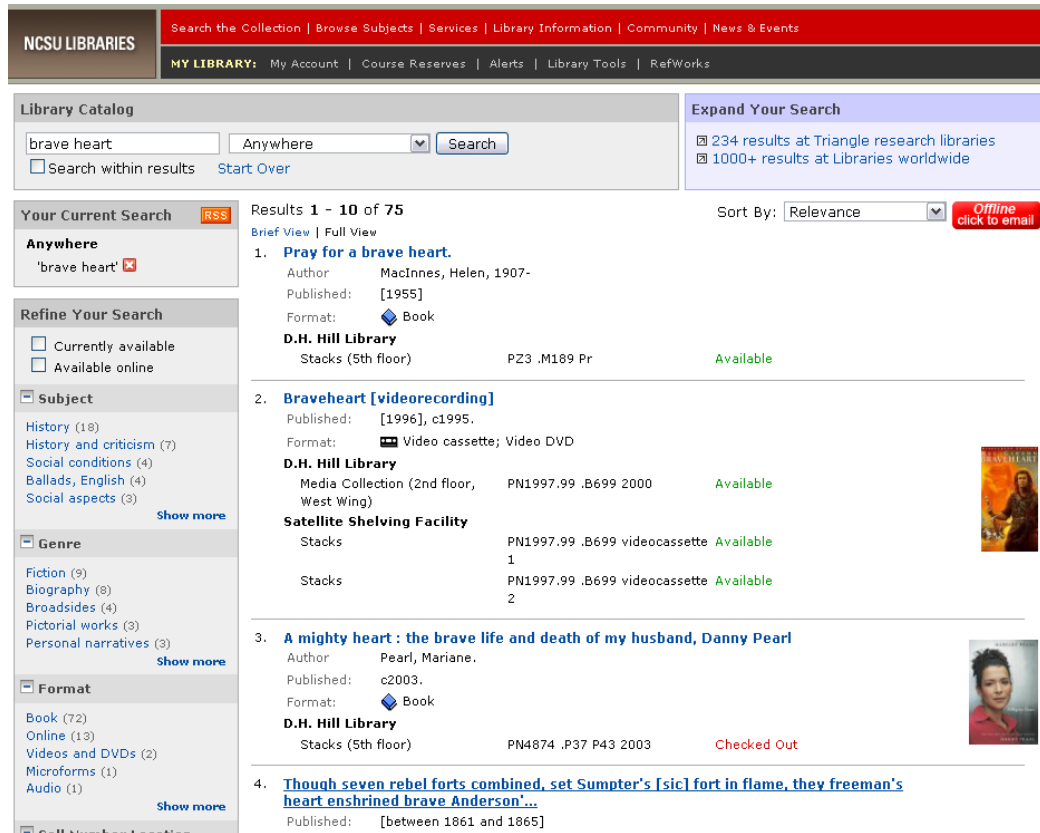 NCSU LIBRARIES
Search the Collection | Browse Subjects | Services | Library Information | Community | News & Events
MY LIBRARY: My Account | Course Reserves | Alerts | Library Tools | RefWorks
Library Catalog
brave heart Anywhere Search
Search within results Start Over
Expand Your Search
234 results at Triangle research libraries
1000+ results at Libraries worldwide
Your Current Search RSS
Anywhere
'brave heart'
Refine Your Search
Currently available
Available online
Subject
History (18)
History and criticism (7)
Social conditions (4)
Ballads, English (4)
Social aspects (3)
Show more
Genre
Fiction (9)
Biography (8)
Broadsides (4)
Pictorial works (3)
Personal narratives (3)
Show more
Format
Book (72)
Online (13)
Videos and DVDs (2)
Microforms (1)
Audio (1)
Show more
Results 1 - 10 of 75
Sort By: Relevance
Offline
click to email
Brief View | Full View
1. Pray for a brave heart.
Author MacInnes, Helen, 1907-
Published: [1955]
Format: Book
D.H. Hill Library
Stacks (5th floor) PZ3 .M189 Pr Available
2. Braveheart [videorecording]
Published: [1996], c1995.
Format: Video cassette; Video DVD
D.H. Hill Library
Media Collection (2nd floor, PN1997.99 .B699 2000 Available
West Wing)
Satellite Shelving Facility
Stacks PN1997.99 .B699 videocassette Available
1
Stacks PN1997.99 .B699 videocassette Available
2
BRAVEHEART
3. A mighty heart : the brave life and death of my husband, Danny Pearl
Author Pearl, Mariane.
Published: c2003.
Format: Book
D.H. Hill Library
Stacks (5th floor) PN4874 .P37 P43 2003 Checked Out
4. Though seven rebel forts combined, set Sumpter's [sic] fort in flame, they freeman's
heart enshrined brave Anderson'...
Published: [between 1861 and 1865]